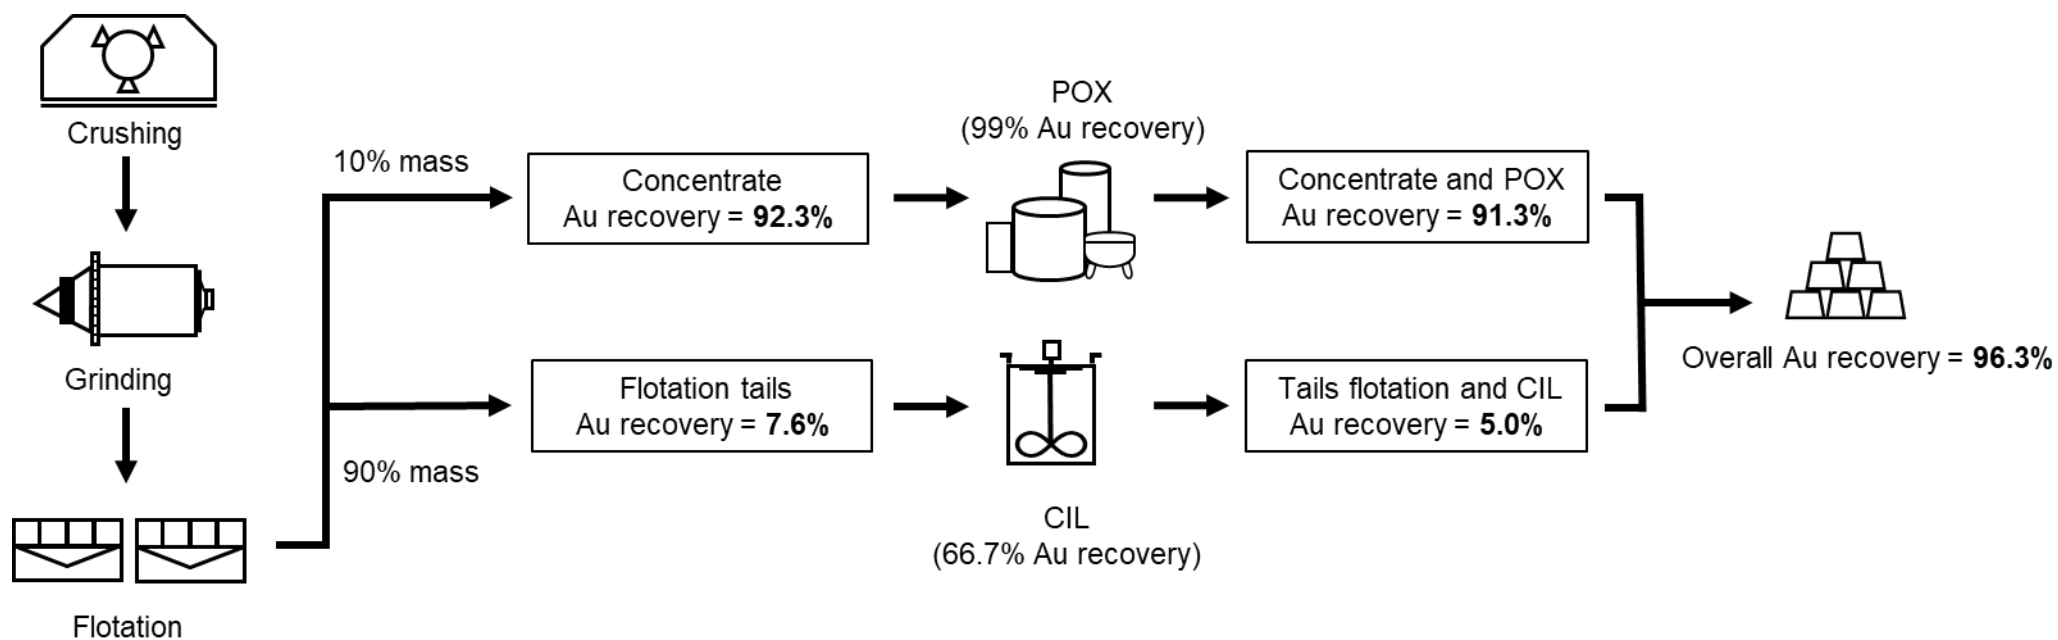 Crushing
Grinding
Flotation
10% mass
90% mass
Concentrate
Au recovery = 92.3%
Flotation tails
Au recovery = 7.6%
POX
(99% Au recovery)
CIL
(66.7% Au recovery)
Concentrate and POX
Au recovery = 91.3%
Tails flotation and CIL
Au recovery = 5.0%
Overall Au recovery = 96.3%